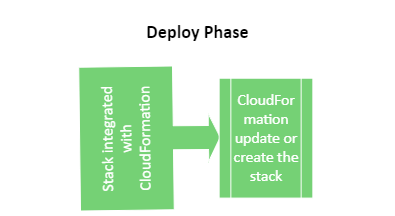 Deploy Phase
Stack integrated
with
CloudFormation
CloudFor
mation
update or
create the
stack